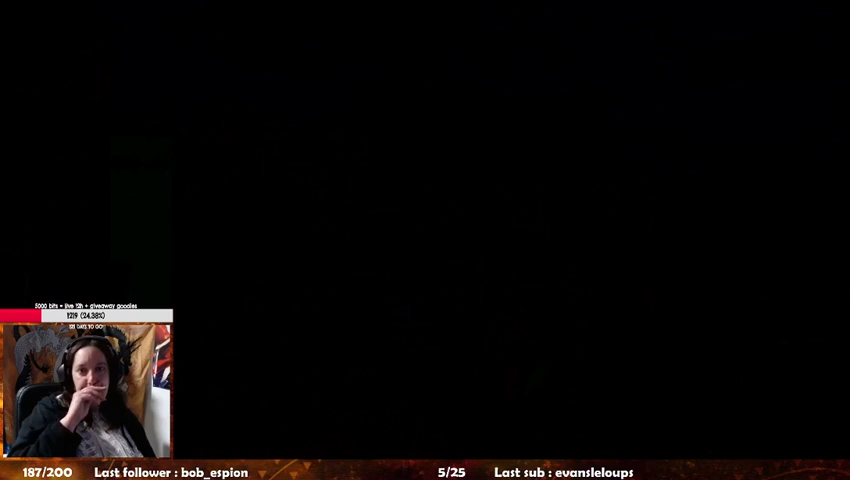 5000 bits = live 12h + giveaway goodies
1219 (24.38%)
DAYS TO GO
187/200 Last follower : bob_espion 5/25 Last sub : evansleloups